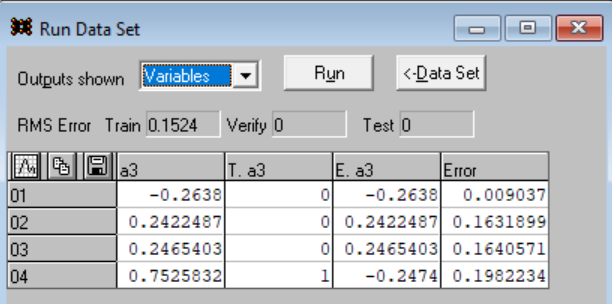 Run Data Set
Outputs shown Variables Run <-Data Set
RMS Error Train 0.1524 Verify 0 Test 0
a3 T. a3 E. a3 Error
01 -0.2638 0 -0.2638 0.009037
02 0.2422487 0 0.2422487 0.1631899
03 0.2465403 0 0.2465403 0.1640571
04 0.7525832 1 -0.2474 0.1982234